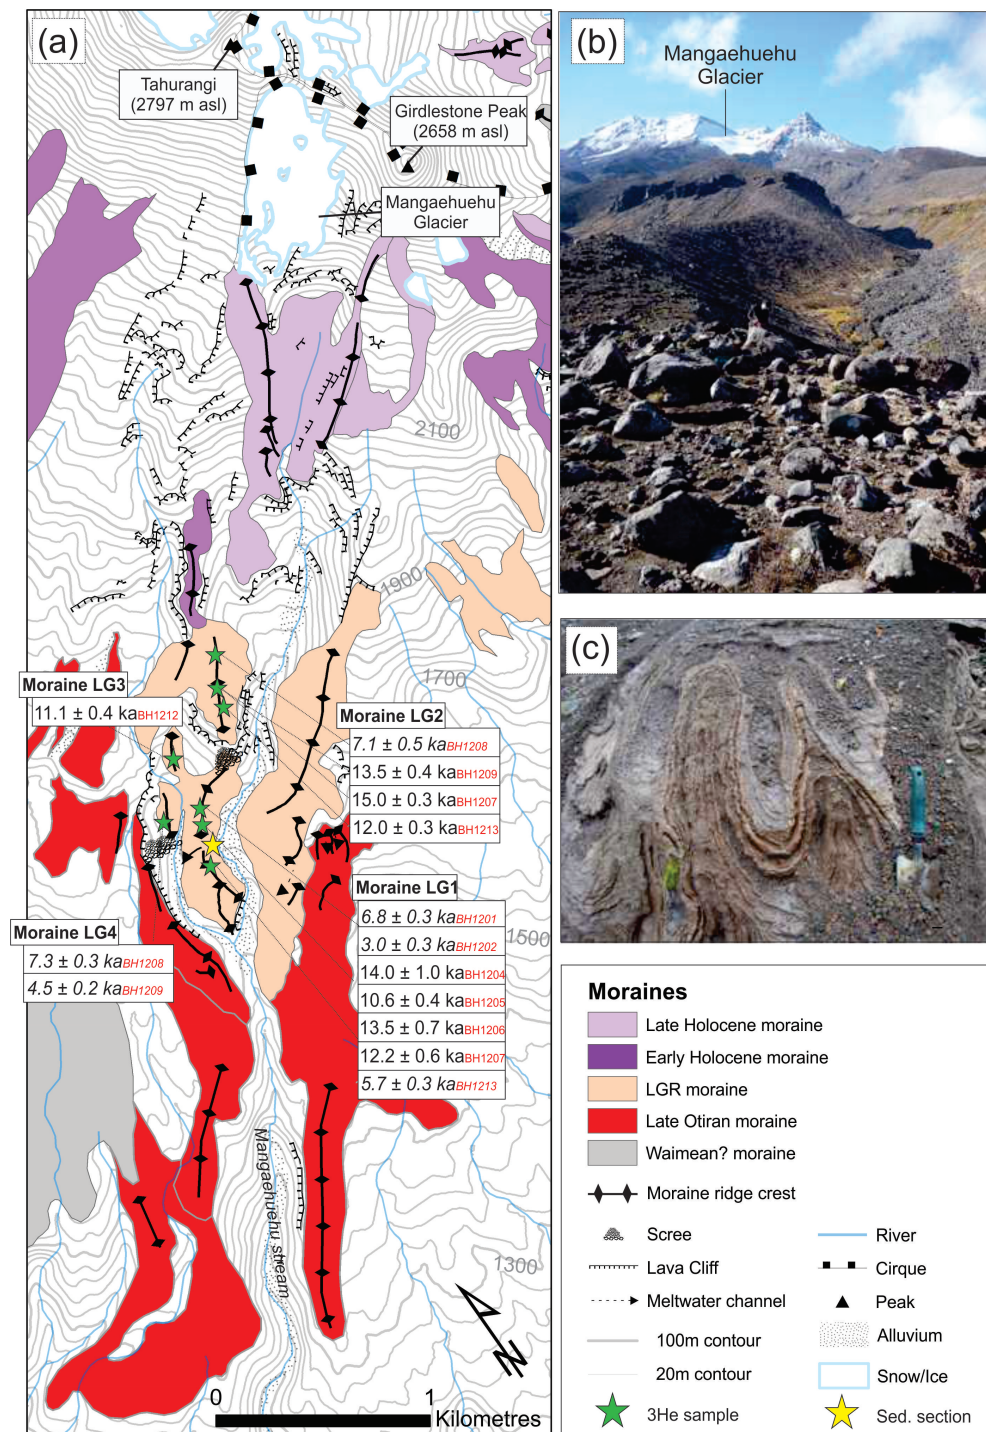 (a)
Tahurangi
(2797 m asl)
Girdlestone Peak
(2658 m asl)
Mangaehuehu
Glacier
2100
1900
1700
Moraine LG3
11.1 ± 0.4 kaBH1212
Moraine LG2
7.1 ± 0.5 kaBH1208
13.5 ± 0.4 kaBH1209
15.0 ± 0.3 kaBH1207
12.0 ± 0.3 kaBH1213
Moraine LG1
6.8 ± 0.3 kaBH1201
3.0 ± 0.3 kaBH1202
14.0 ± 1.0 kaBH1204
10.6 ± 0.4 kaBH1205
13.5 ± 0.7 kaBH1206
12.2 ± 0.6 kaBH1207
5.7 ± 0.3 kaBH1213
1500
Moraine LG4
7.3 ± 0.3 kaBH1208
4.5 ± 0.2 kaBH1209
Mangaehuehu stream
1300
N
0 1
Kilometres
(b)
Mangaehuehu
Glacier
(c)
Moraines
Late Holocene moraine
Early Holocene moraine
LGR moraine
Late Otiran moraine
Waimean? moraine
Moraine ridge crest
Scree
Lava Cliff
Meltwater channel
100m contour
20m contour
3He sample
River
Cirque
Peak
Alluvium
Snow/Ice
Sed. section